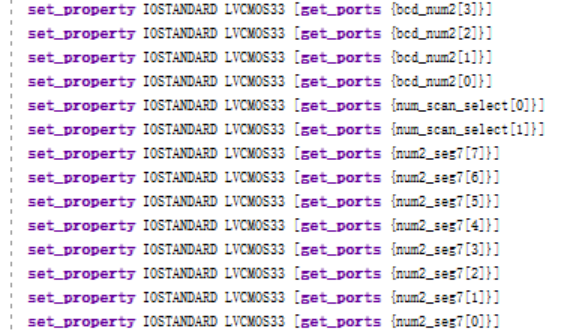 set_property IOSTANDARD LVCMOS33 [get_ports {bcd_num2[3]}]
set_property IOSTANDARD LVCMOS33 [get_ports {bcd_num2[2]}]
set_property IOSTANDARD LVCMOS33 [get_ports {bcd_num2[1]}]
set_property IOSTANDARD LVCMOS33 [get_ports {bcd_num2[0]}]
set_property IOSTANDARD LVCMOS33 [get_ports {num_scan_select[0]}]
set_property IOSTANDARD LVCMOS33 [get_ports {num_scan_select[1]}]
set_property IOSTANDARD LVCMOS33 [get_ports {num2_seg7[7]}]
set_property IOSTANDARD LVCMOS33 [get_ports {num2_seg7[6]}]
set_property IOSTANDARD LVCMOS33 [get_ports {num2_seg7[5]}]
set_property IOSTANDARD LVCMOS33 [get_ports {num2_seg7[4]}]
set_property IOSTANDARD LVCMOS33 [get_ports {num2_seg7[3]}]
set_property IOSTANDARD LVCMOS33 [get_ports {num2_seg7[2]}]
set_property IOSTANDARD LVCMOS33 [get_ports {num2_seg7[1]}]
set_property IOSTANDARD LVCMOS33 [get_ports {num2_seg7[0]}]